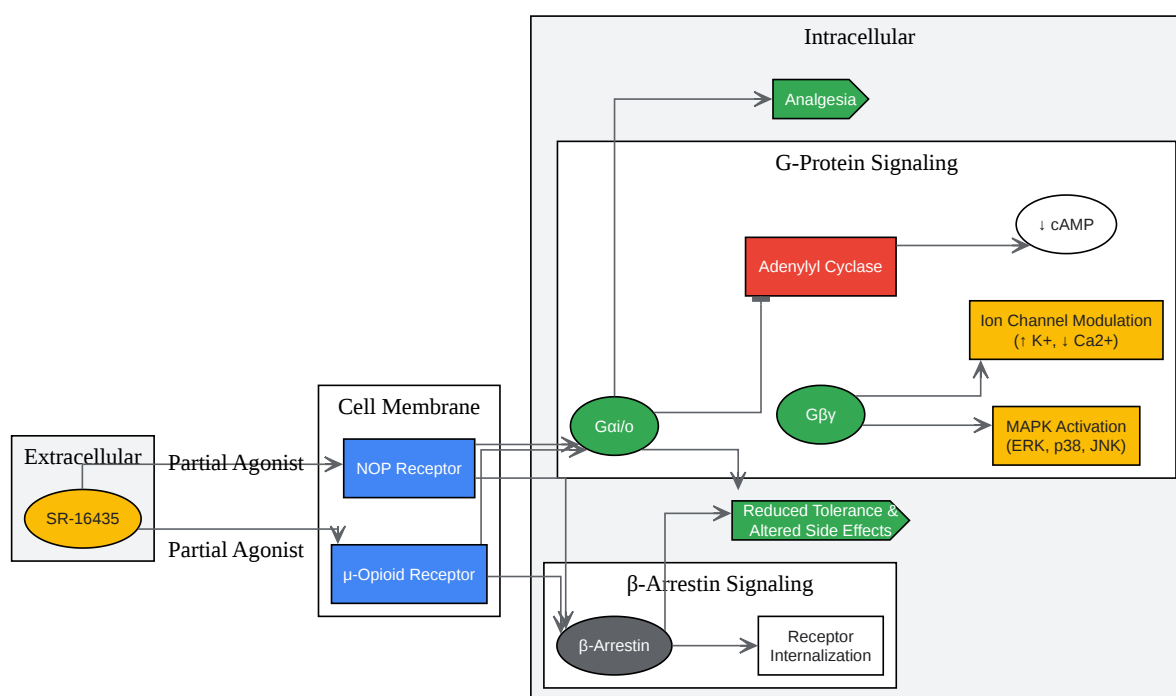 Intracellular
Analgesia
G-Protein Signaling
↓ cAMP
Adenylyl Cyclase
Ion Channel Modulation
(↑ K+, ↓ Ca2+)
Cell Membrane
Gαi/o
Gβγ
MAPK Activation
(ERK, p38, JNK)
Extracellular
Partial Agonist
NOP Receptor
SR-16435
Reduced Tolerance &
Altered Side Effects
Partial Agonist
μ-Opioid Receptor
β-Arrestin Signaling
β-Arrestin
Receptor
Internalization